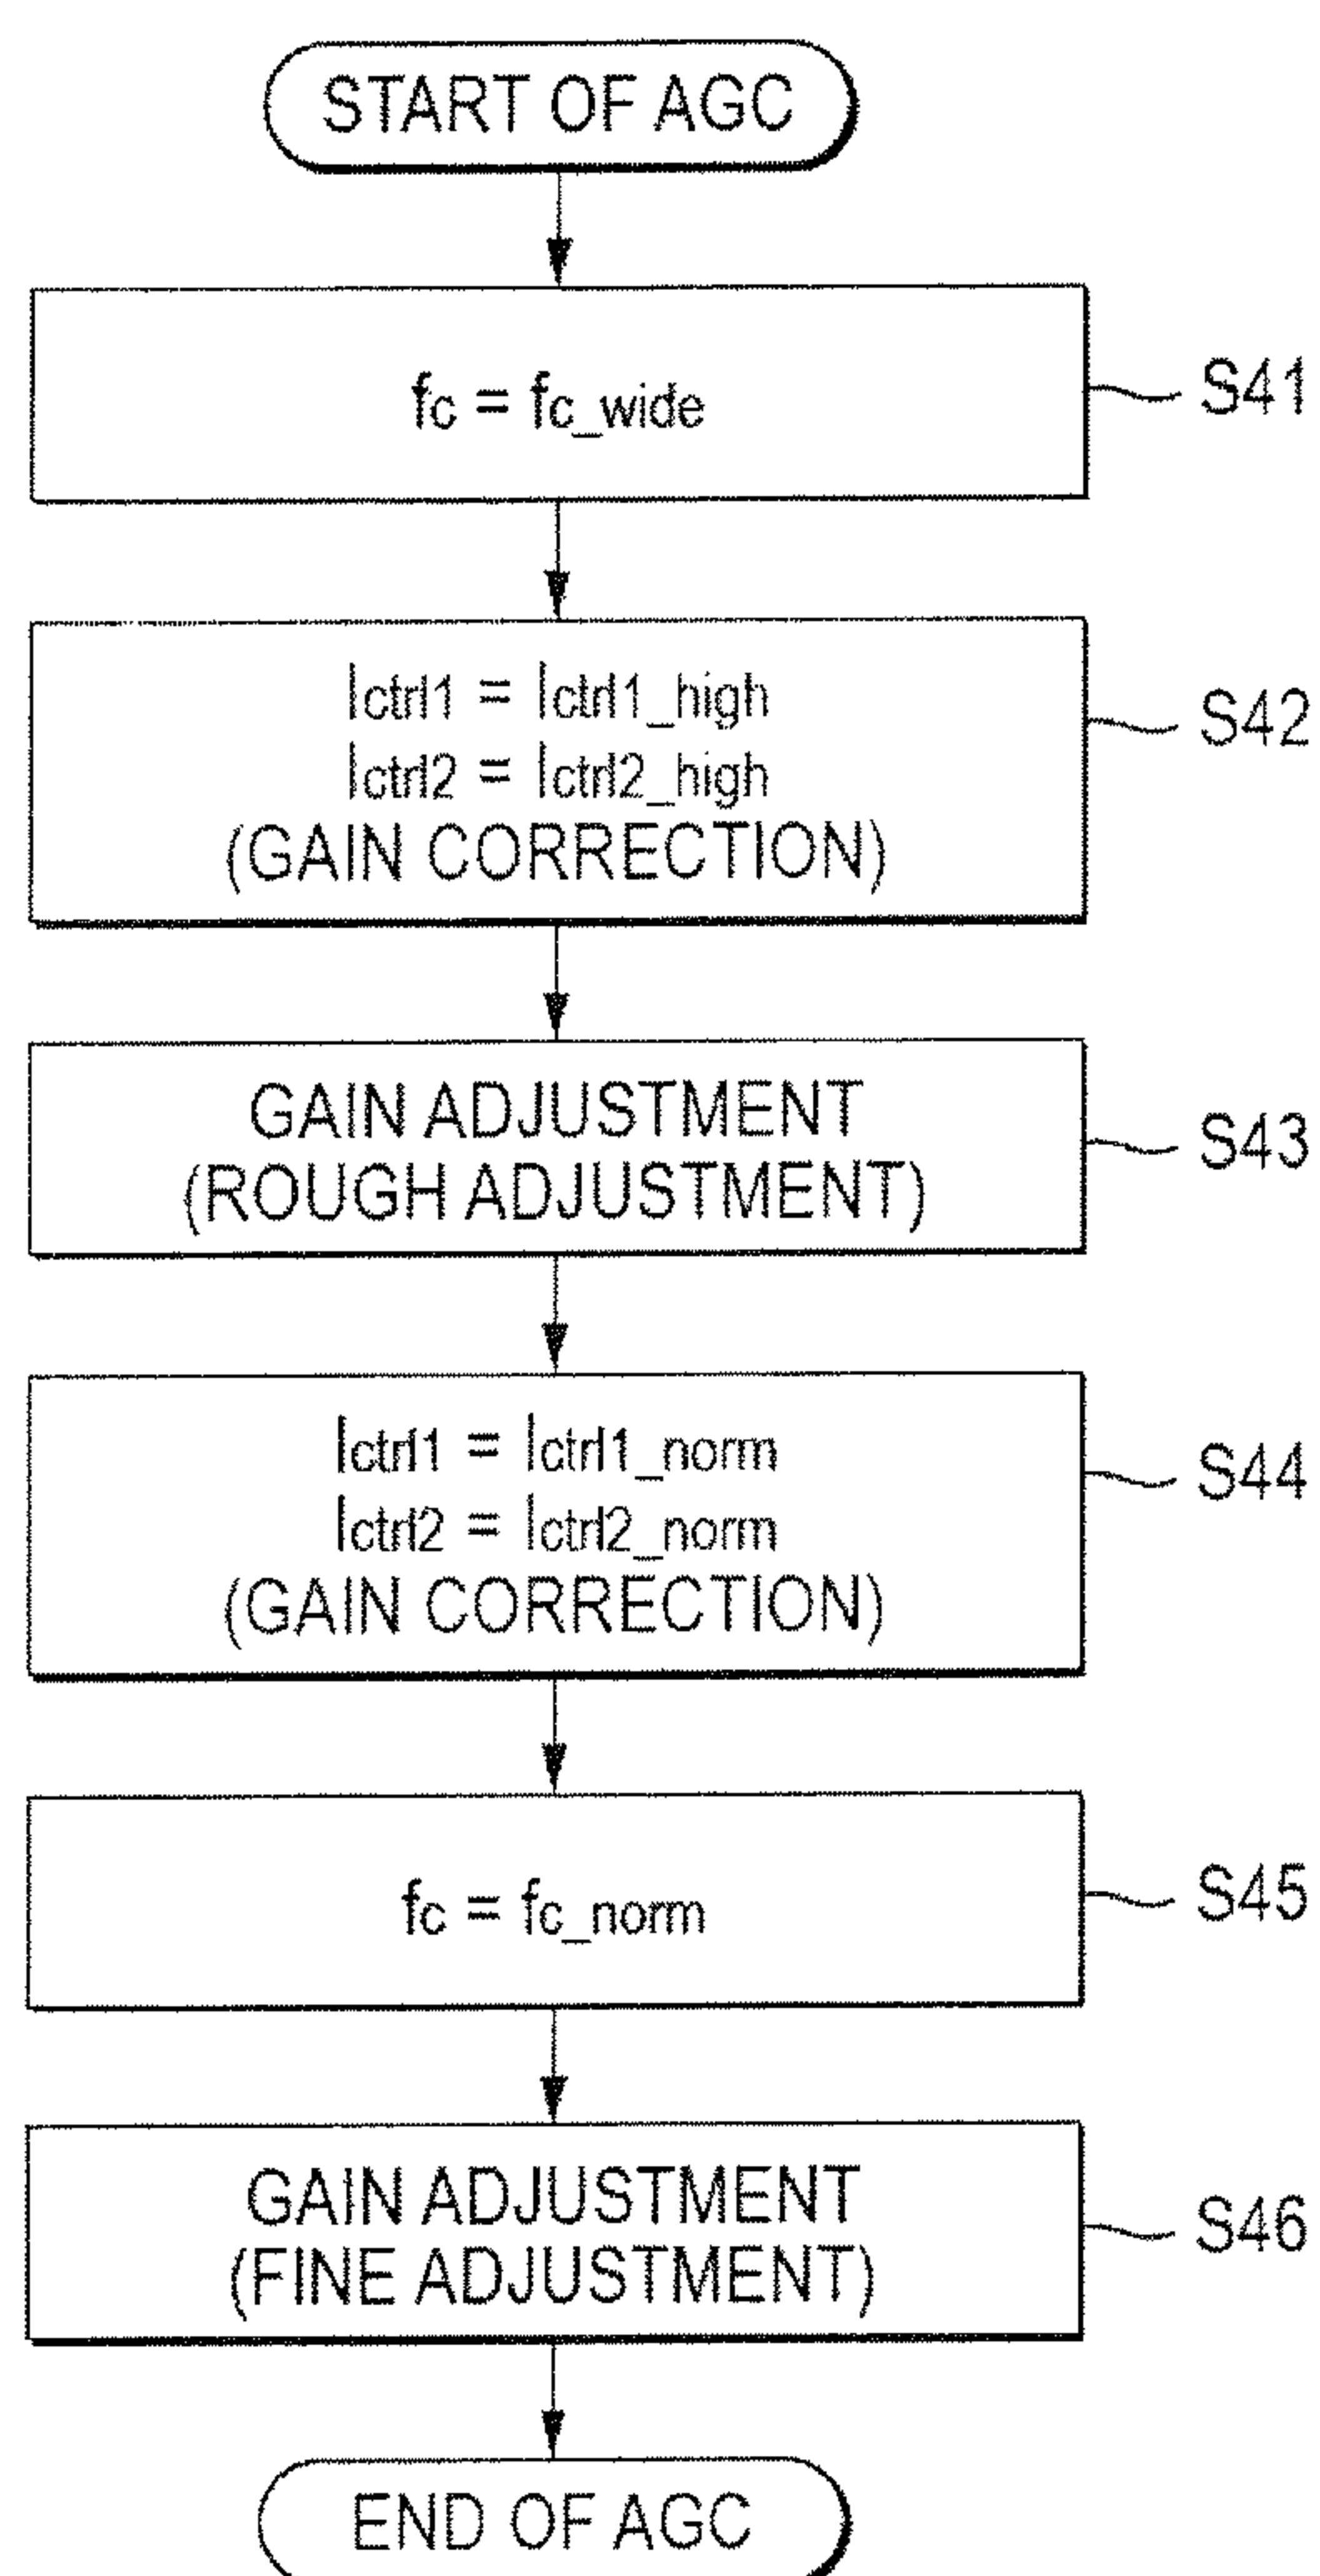 START OF AGC
fc = fc_wide
S41
Ictrl1 = Ictrl1_high
Ictrl2 = Ictrl2_high
(GAIN CORRECTION)
S42
GAIN ADJUSTMENT
(ROUGH ADJUSTMENT)
S43
Ictrl1 = Ictrl1_norm
Ictrl2 = Ictrl2_norm
(GAIN CORRECTION)
S44
fc = fc_norm
S45
GAIN ADJUSTMENT
(FINE ADJUSTMENT)
S46
END OF AGC